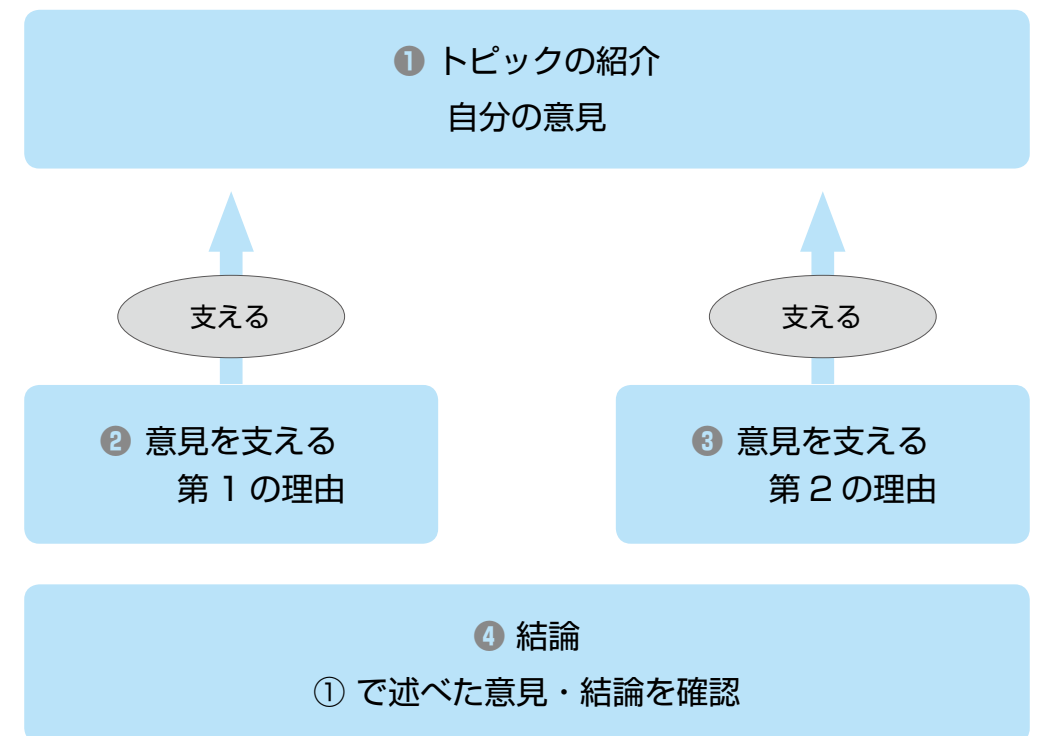 ❶ トピックの紹介
自分の意見
支える
支える
❷ 意見を支える
第 1 の理由
❸ 意見を支える
第 2 の理由
❹ 結論
① で述べた意見・結論を確認